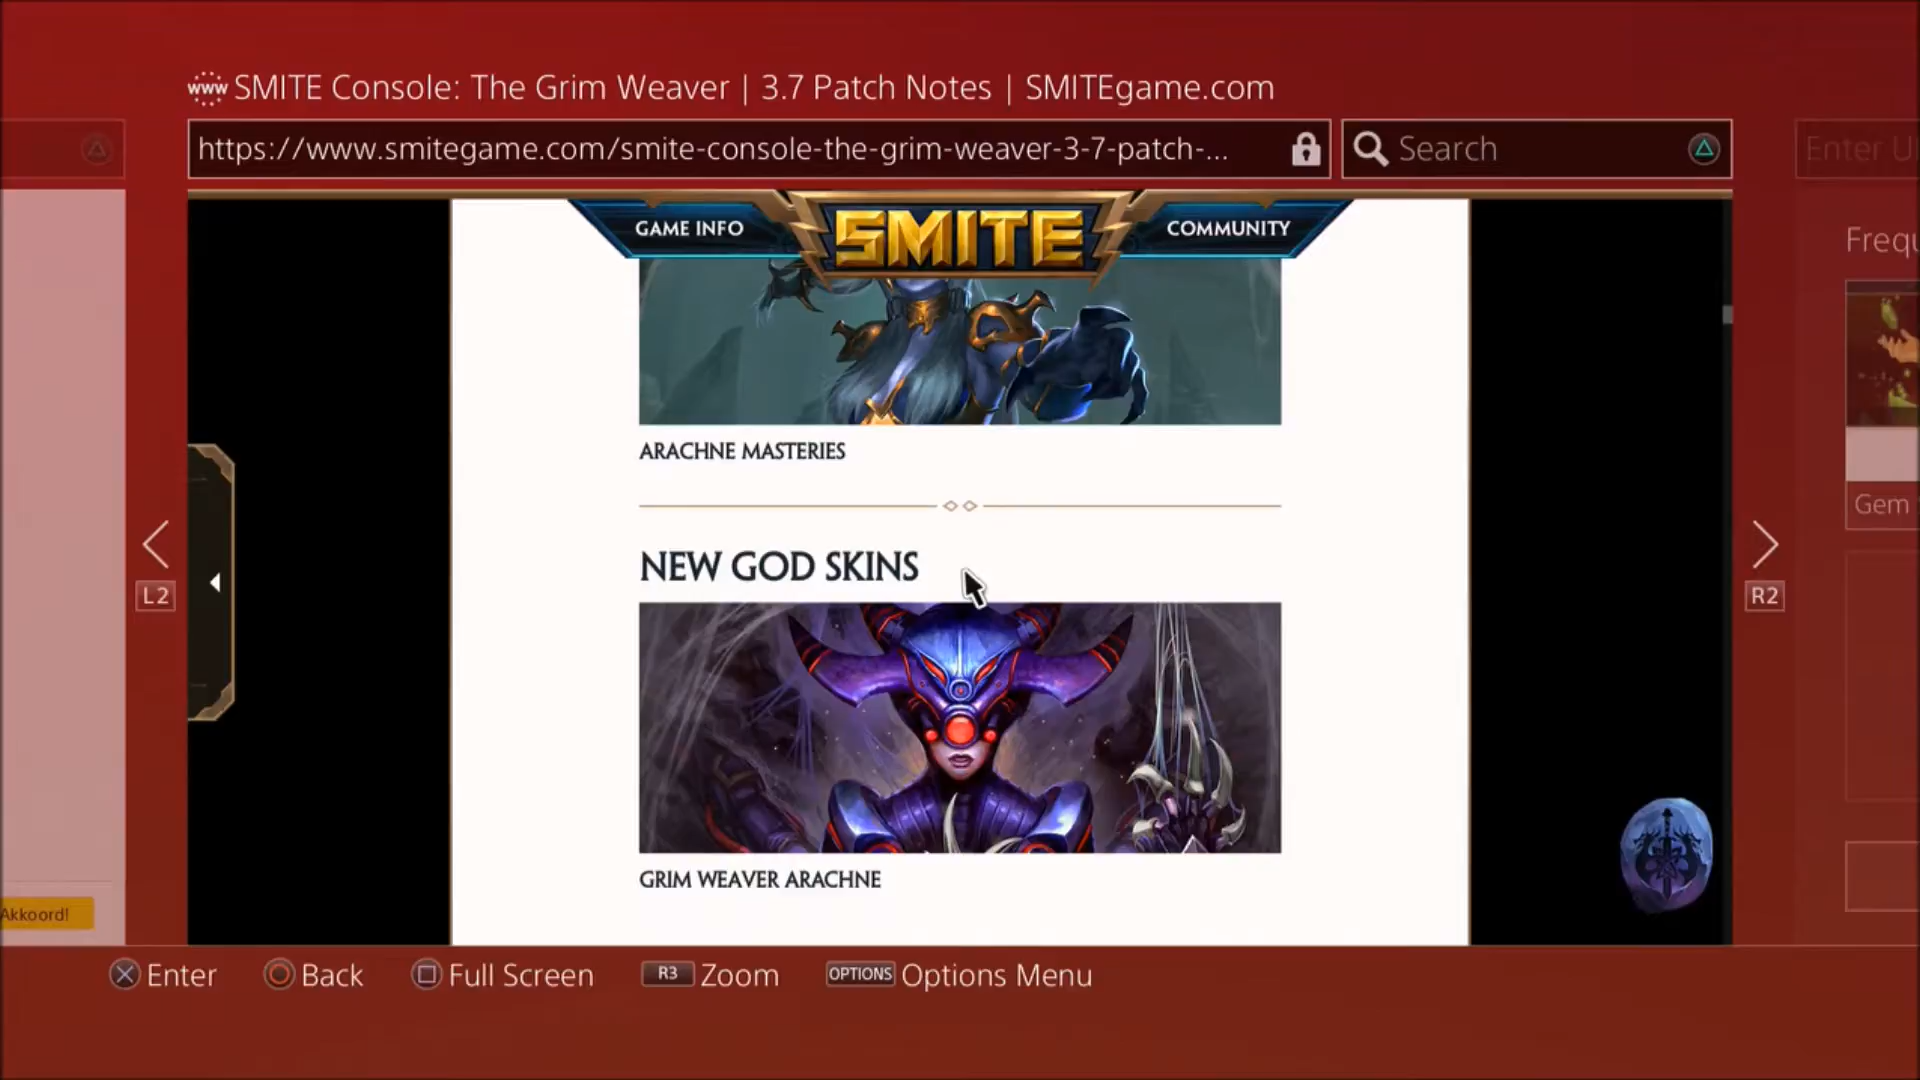 www SMITE Console: The Grim Weaver | 3.7 Patch Notes | SMITEgame.com
https://www.smitegame.com/smite-console-the-grim-weaver-3-7-patch-...
Search
Enter U
GAME INFO
SMITE
COMMUNITY
Frequ
ARACHNE MASTERIES
Gem
NEW GOD SKINS
L2
R2
GRIM WEAVER ARACHNE
Akkoord!
Enter
Back
Full Screen
R3 Zoom
OPTIONS Options Menu